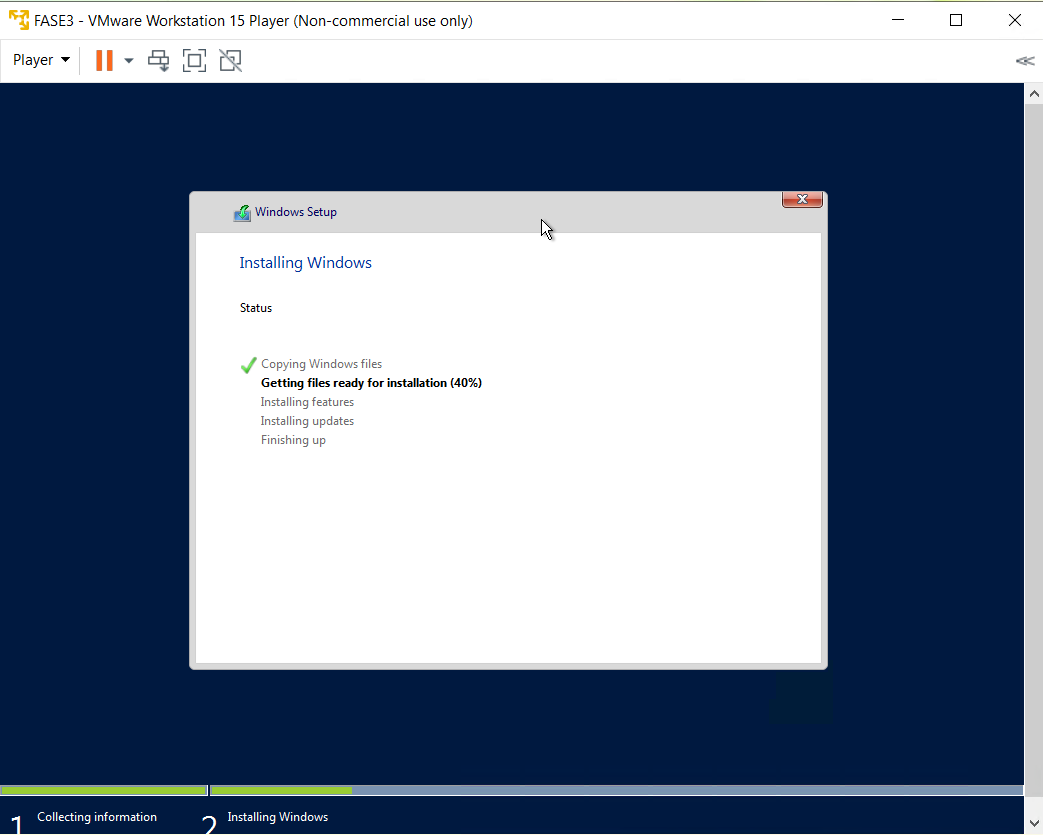 FASE3 - VMware Workstation 15 Player (Non-commercial use only)
Player
Windows Setup
Installing Windows
Status
Copying Windows files
Getting files ready for installation (40%)
Installing features
Installing updates
Finishing up
1 Collecting information 2 Installing Windows